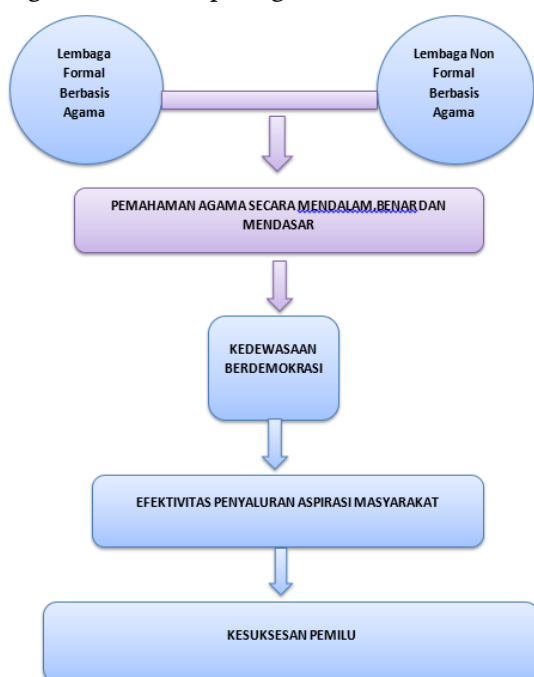 Lembaga
Formal
Berbasis
Agama
Lembaga Non
Formal
Berbasis
Agama
PEMAHAMAN AGAMA SECARA MENDALAM,BENAR DAN
MENDASAR
KEDEWASAAN
BERDEMOKRASI
EFEKTIVITAS PENYALURAN ASPIRASI MASYARAKAT
KESUKSESAN PEMILU